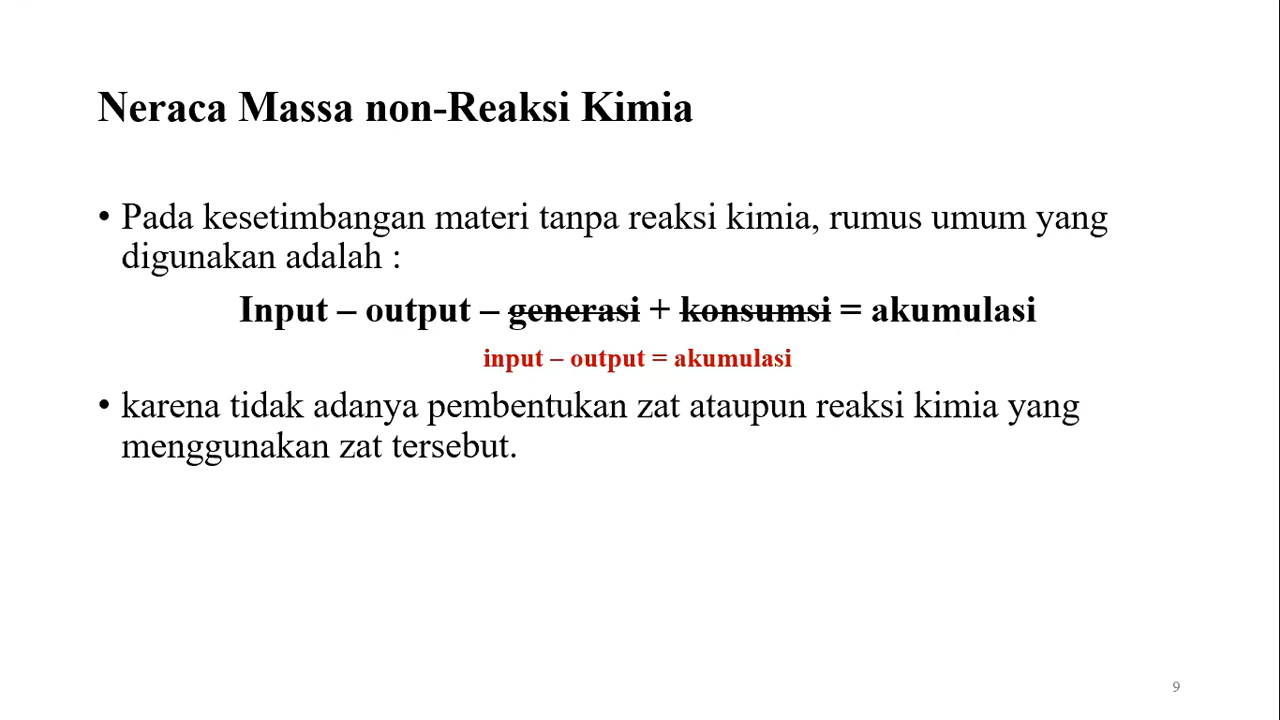 Neraca Massa non-Reaksi Kimia
• Pada kesetimbangan materi tanpa reaksi kimia, rumus umum yang
digunakan adalah :
Input – output – generasi + konsumsi = akumulasi
input – output = akumulasi
• karena tidak adanya pembentukan zat ataupun reaksi kimia yang
menggunakan zat tersebut.
9